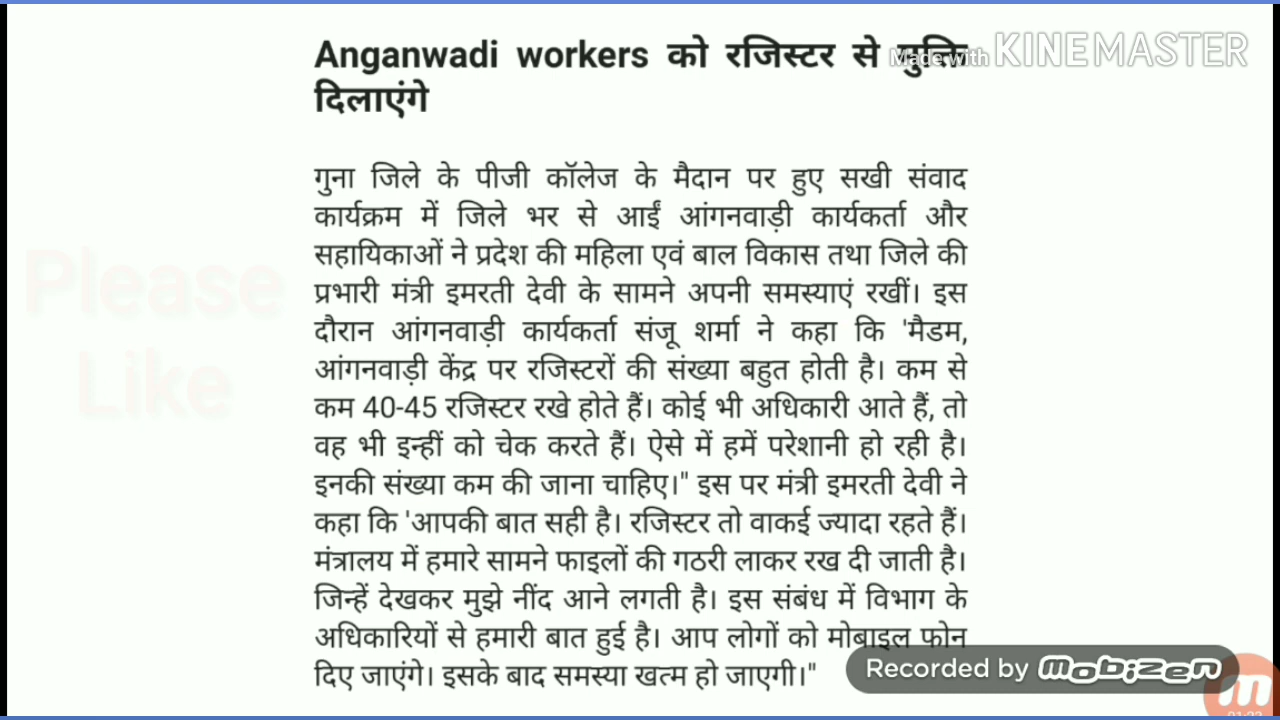 Anganwadi workers को रजिस्टर से मुक्ति
दिलाएंगे
Made with KINEMASTER
गुना जिले के पीजी कॉलेज के मैदान पर हुए सखी संवाद
कार्यक्रम में जिले भर से आईं आंगनवाड़ी कार्यकर्ता और
सहायिकाओं ने प्रदेश की महिला एवं बाल विकास तथा जिले की
प्रभारी मंत्री इमरती देवी के सामने अपनी समस्याएं रखीं। इस
दौरान आंगनवाड़ी कार्यकर्ता संजू शर्मा ने कहा कि 'मैडम,
आंगनवाड़ी केंद्र पर रजिस्टरों की संख्या बहुत होती है। कम से
कम 40-45 रजिस्टर रखे होते हैं। कोई भी अधिकारी आते हैं, तो
वह भी इन्हीं को चेक करते हैं। ऐसे में हमें परेशानी हो रही है।
इनकी संख्या कम की जाना चाहिए।" इस पर मंत्री इमरती देवी ने
कहा कि 'आपकी बात सही है। रजिस्टर तो वाकई ज्यादा रहते हैं।
मंत्रालय में हमारे सामने फाइलों की गठरी लाकर रख दी जाती है।
जिन्हें देखकर मुझे नींद आने लगती है। इस संबंध में विभाग के
अधिकारियों से हमारी बात हुई है। आप लोगों को मोबाइल फोन
दिए जाएंगे। इसके बाद समस्या खत्म हो जाएगी।"
Please
Like
Recorded by mobizen